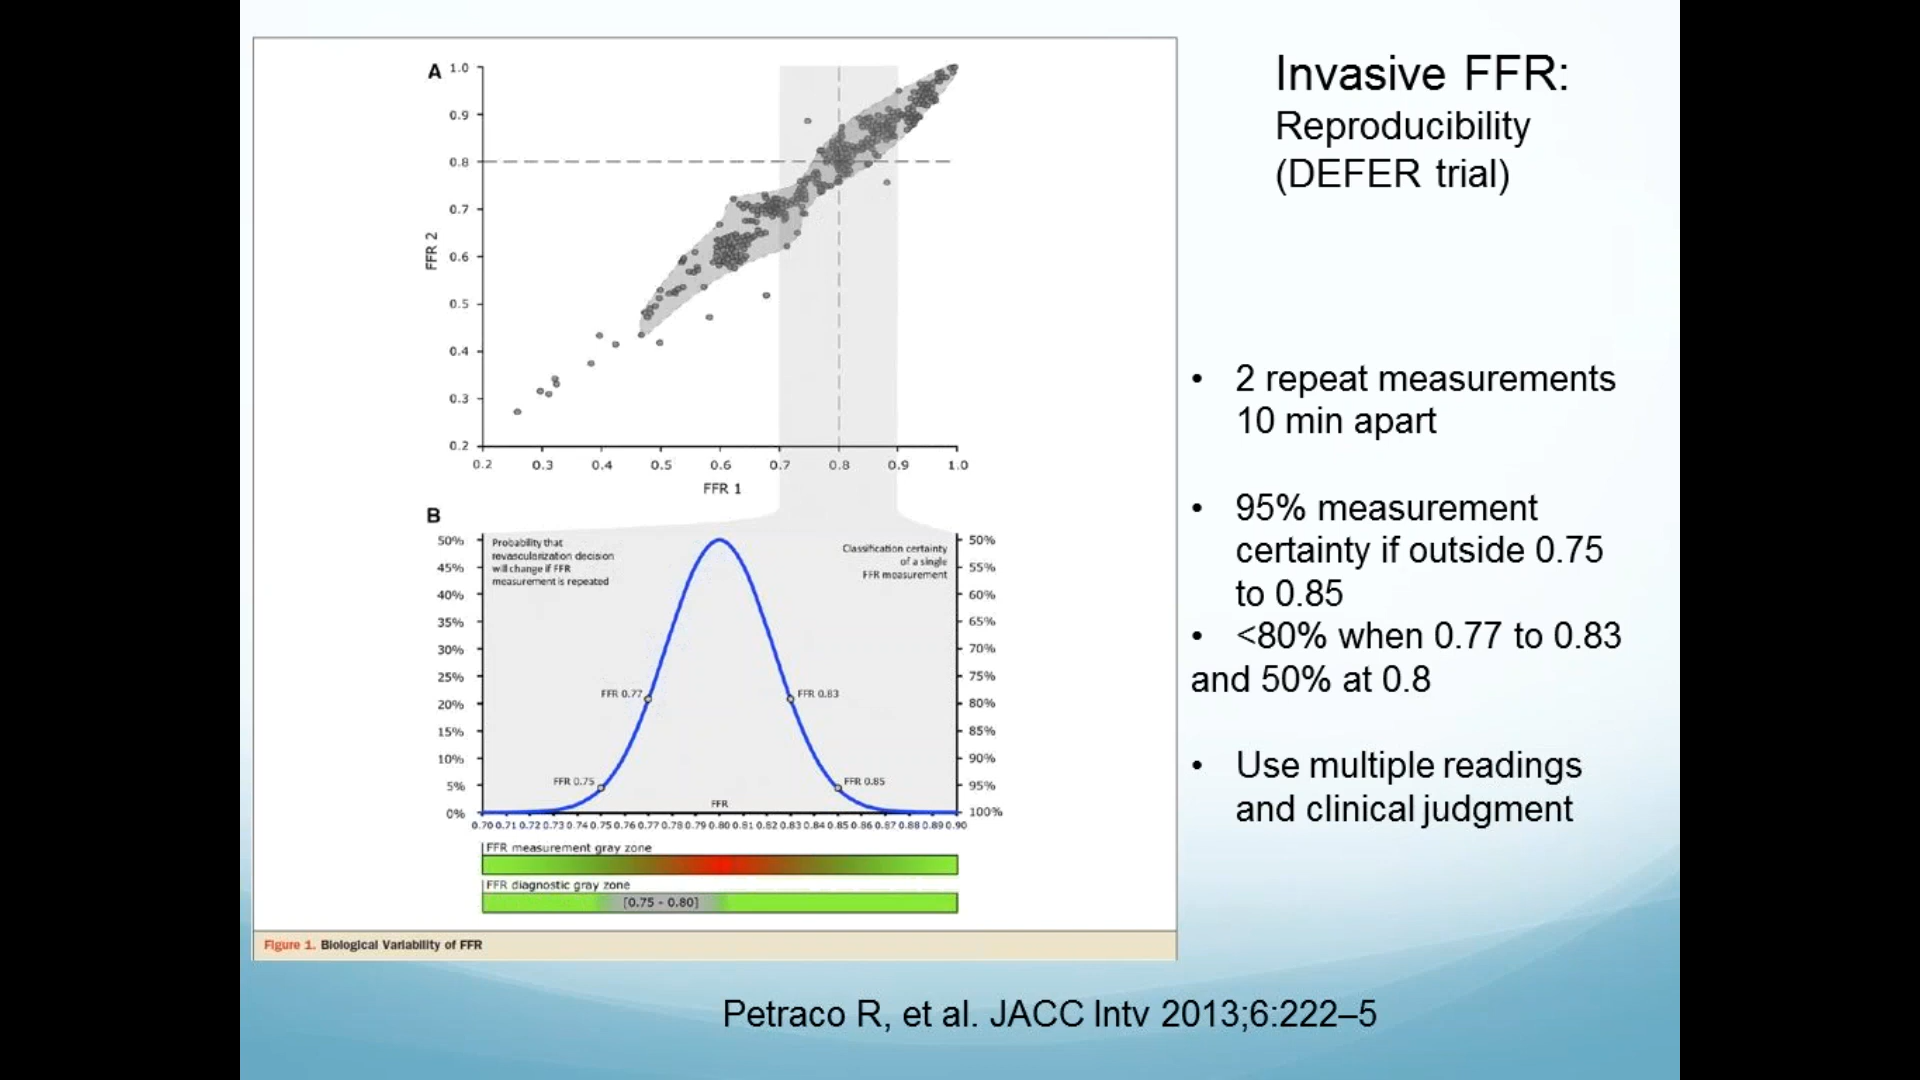 Invasive FFR:
Reproducibility
(DEFER trial)
A
1.0
0.9
0.8
0.7
0.6
0.5
0.4
0.3
0.2
FFR 2
0.2 0.3 0.4 0.5 0.6 0.7 0.8 0.9 1.0
FFR 1
B
50%
45%
40%
35%
30%
25%
20%
15%
10%
5%
0%
Probability that
revascularization decision
will change if FFR
measurement is repeated
Classification certainty
of a single
FFR measurement
50%
55%
60%
65%
70%
75%
80%
85%
90%
95%
100%
FFR 0.77
FFR 0.83
FFR 0.75
FFR 0.85
FFR
0.70 0.71 0.72 0.73 0.74 0.75 0.76 0.77 0.78 0.79 0.80 0.81 0.82 0.83 0.84 0.85 0.86 0.87 0.88 0.89 0.90
FFR measurement gray zone
FFR diagnostic gray zone
[0.75 - 0.80]
Figure 1. Biological Variability of FFR
• 2 repeat measurements
10 min apart
• 95% measurement
certainty if outside 0.75
to 0.85
• <80% when 0.77 to 0.83
and 50% at 0.8
• Use multiple readings
and clinical judgment
Petraco R, et al. JACC Intv 2013;6:222–5